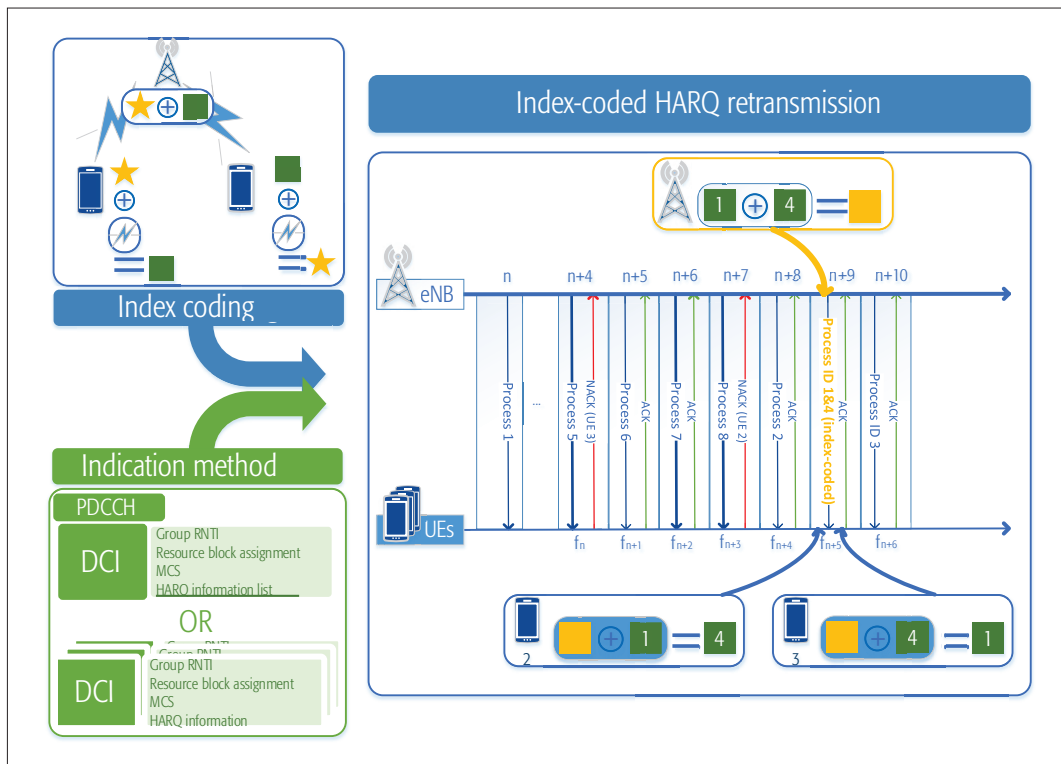 Index coding
Indication method
PDCCH
DCI
Group RNTI
Resource block assignment
MCS
HARQ information list
OR
Group RNTI
DCI
Group RNTI
Resource block assignment
MCS
HARQ information
Index-coded HARQ retransmission
1 + 4
n n+4 n+5 n+6 n+7 n+8 n+9 n+10
eNB
Process 1
...
Process 5
NACK (UE 3)
Process 6
ACK
Process 7
ACK
Process 8
NACK (UE 2)
Process 2
ACK
Process ID 1&4 (index-coded)
ACK
Process ID 3
ACK
UEs
fn fn+1 fn+2 fn+3 fn+4 fn+5 fn+6
2
+ 1 = 4
3
+ 4 = 1